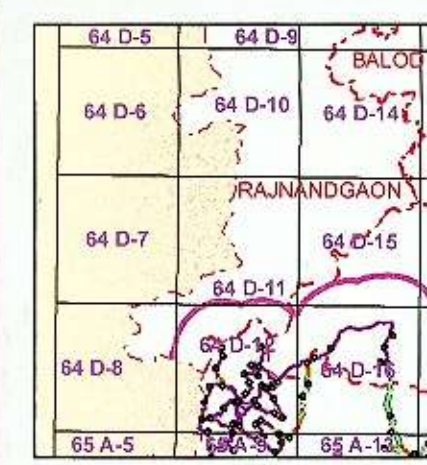 64 D-5 64 D-9
BALOD
64 D-6 64 D-10 64 D-14
RAJNANDGAON
64 D-7 64 D-15
64 D-11
64 D-12
64 D-8 64 D-16
65 A-5 65 A-9 65 A-13